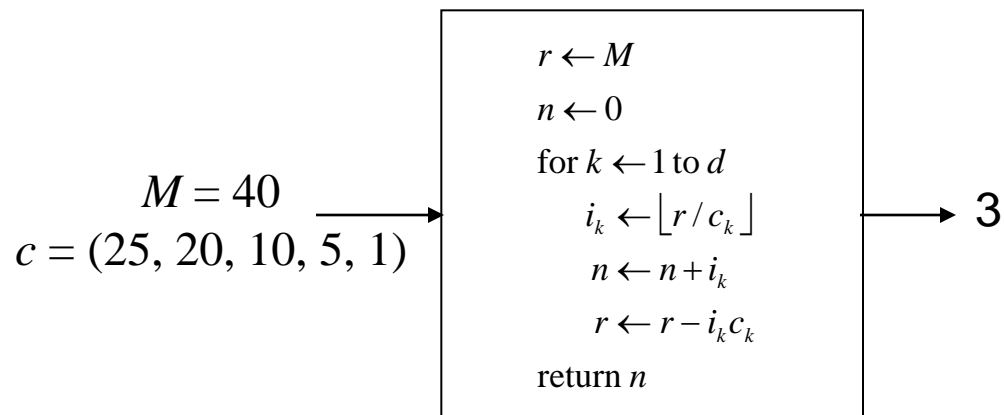 M = 40
c = (25, 20, 10, 5, 1)
r ← M
n ← 0
for k ← 1 to d
i_k ← ⌊r / c_k⌋
n ← n + i_k
r ← r − i_k c_k
return n
3